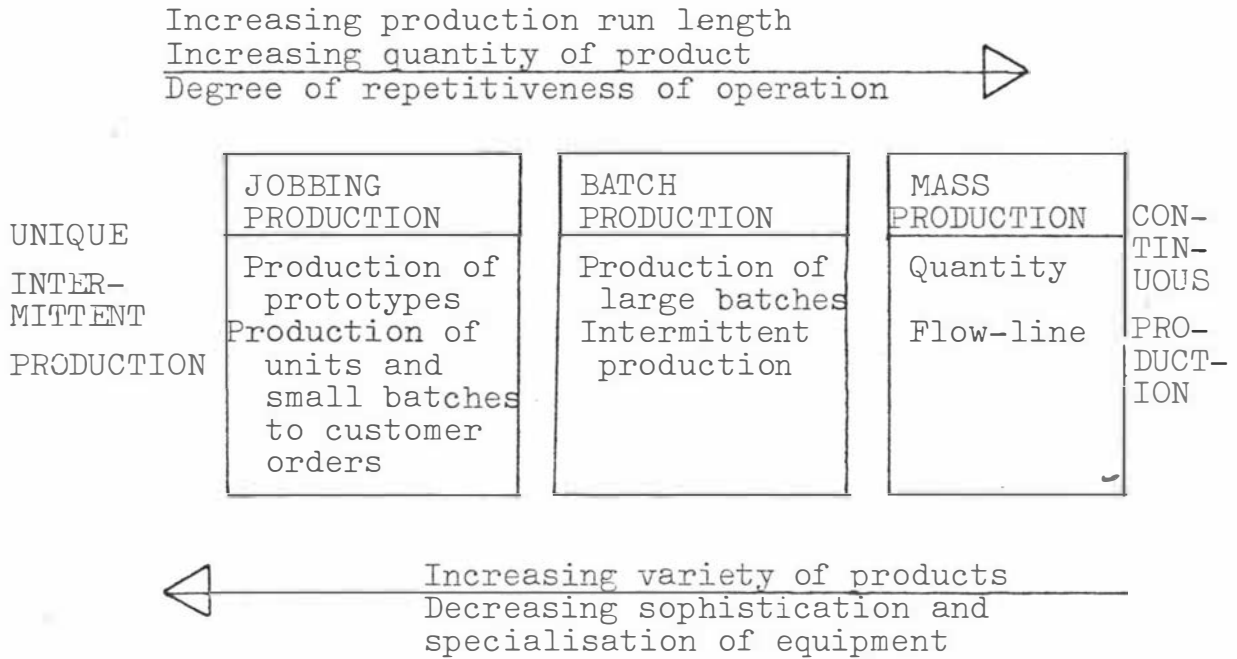 Increasing production run length
Increasing quantity of product
Degree of repetitiveness of operation
UNIQUE
INTER-
MITTENT
PRODUCTION
JOBBING
PRODUCTION
Production of
prototypes
Production of
units and
small batches
to customer
orders
BATCH
PRODUCTION
Production of
large batches
Intermittent
production
MASS
PRODUCTION
Quantity
Flow-line
CON-
TIN-
UOUS
PRO-
DUCT-
ION
Increasing variety of products
Decreasing sophistication and
specialisation of equipment